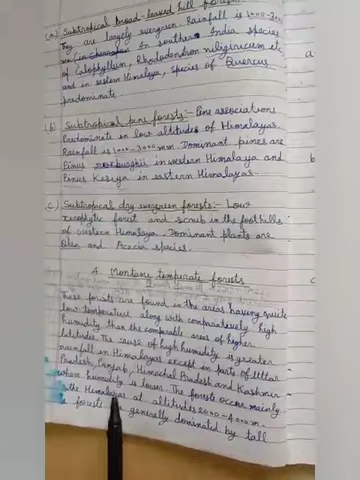 (a) Subtropical broad-leaved hill forests:-
They are largely evergreen. Rainfall is 1000-2000
mm. In southern India species
of Calophyllum, Rhododendron niligiricum etc.
and in eastern Himalaya, species of Quercus
predominate.
(b) Subtropical pine forests:- Pine associations
Predominate in low altitudes of Himalayas.
Rainfall is 1000-3000 mm. Dominant pines are
Pinus roxburghii in western Himalaya and
Pinus Kesiya in eastern Himalayas.
(c) Subtropical dry evergreen forests:- Low
xerophytic forest and scrub in the foothills
of western Himalaya. Dominant plants are
Olea and Acacia species.
4. Montane temperate forests
These forests are found in the areas having quite
low temperature along with comparatively high
humidity than the comparable areas of higher
latitudes. The cause of high humidity is greater
rainfall in Himalayas except in parts of Uttar
Pradesh, Punjab, Himachal Pradesh and Kashmir
where humidity is lower. The forests occur mainly
the Himalayas at altitudes 2000-4000 m.
forests generally dominated by tall
a
b
c